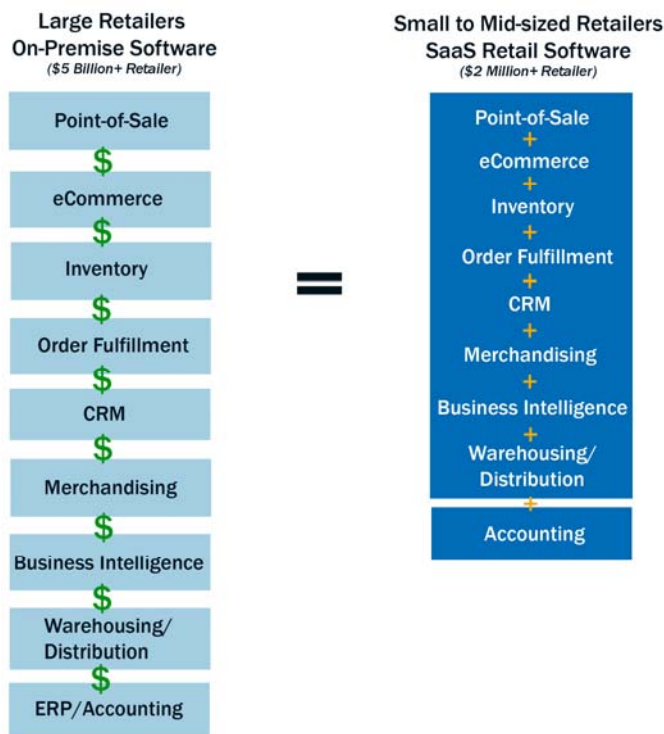 Large Retailers
On-Premise Software
($5 Billion+ Retailer)
Point-of-Sale
$
eCommerce
$
Inventory
$
Order Fulfillment
$
CRM
$
Merchandising
$
Business Intelligence
$
Warehousing/
Distribution
$
ERP/Accounting
=
Small to Mid-sized Retailers
SaaS Retail Software
($2 Million+ Retailer)
Point-of-Sale
+
eCommerce
+
Inventory
+
Order Fulfillment
+
CRM
+
Merchandising
+
Business Intelligence
+
Warehousing/
Distribution
+
Accounting